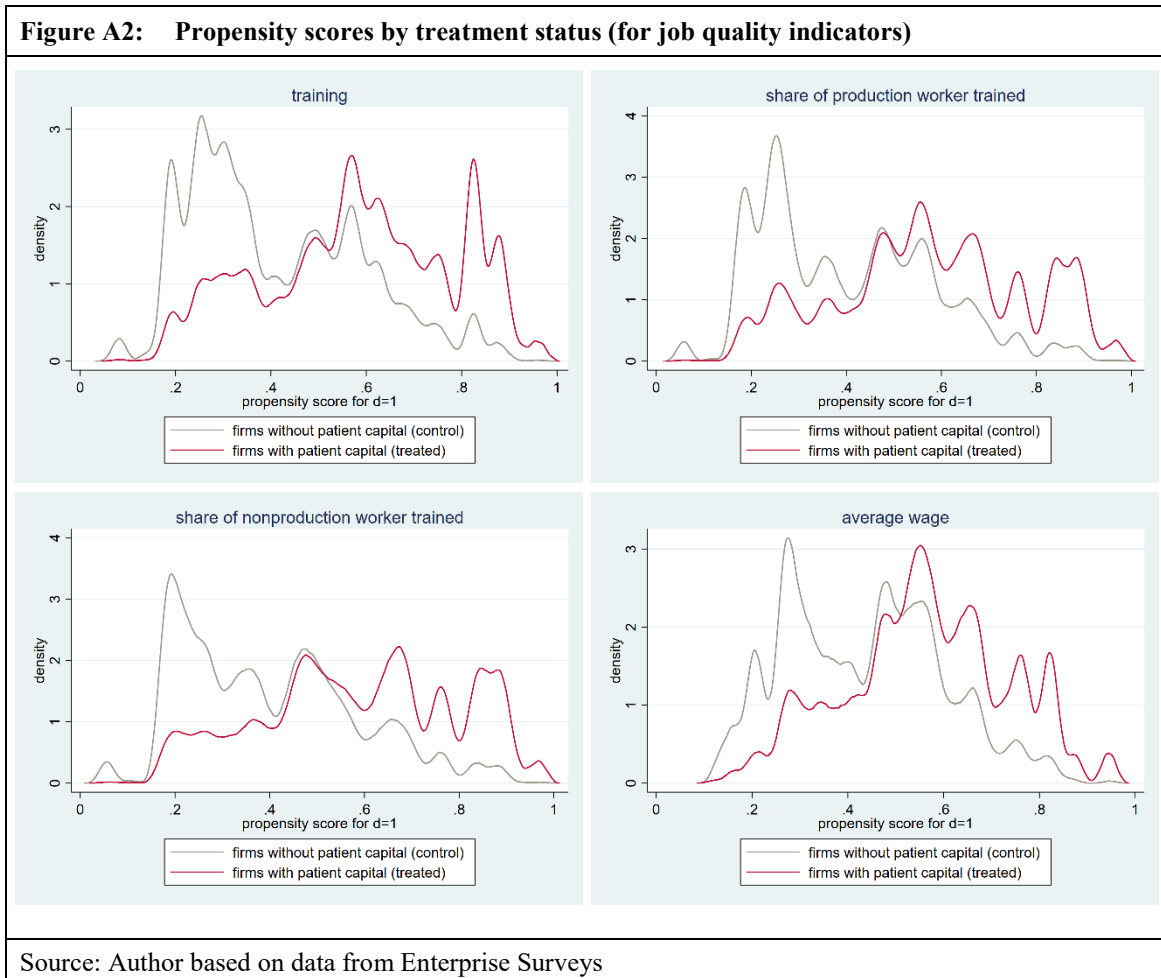 Figure A2: Propensity scores by treatment status (for job quality indicators)
training
3
2
1
0
density
0 .2 .4 .6 .8 1
propensity score for d=1
firms without patient capital (control)
firms with patient capital (treated)
share of production worker trained
4
3
2
1
0
density
0 .2 .4 .6 .8 1
propensity score for d=1
firms without patient capital (control)
firms with patient capital (treated)
share of nonproduction worker trained
4
3
2
1
0
density
0 .2 .4 .6 .8 1
propensity score for d=1
firms without patient capital (control)
firms with patient capital (treated)
average wage
3
2
1
0
density
0 .2 .4 .6 .8 1
propensity score for d=1
firms without patient capital (control)
firms with patient capital (treated)
Source: Author based on data from Enterprise Surveys